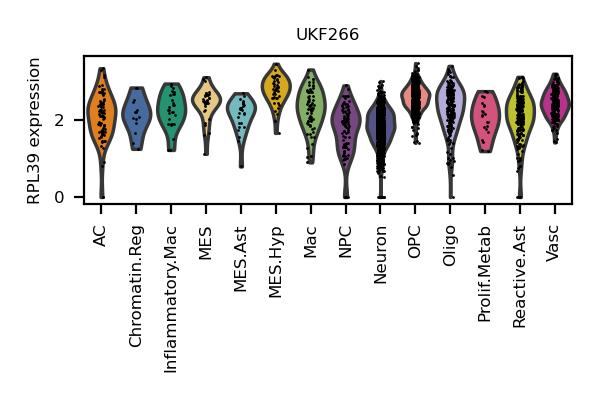 UKF266
RPL39 expression
2
0
AC
Chromatin.Reg
Inflammatory.Mac
MES
MES.Ast
MES.Hyp
Mac
NPC
Neuron
OPC
Oligo
Prolif.Metab
Reactive.Ast
Vasc